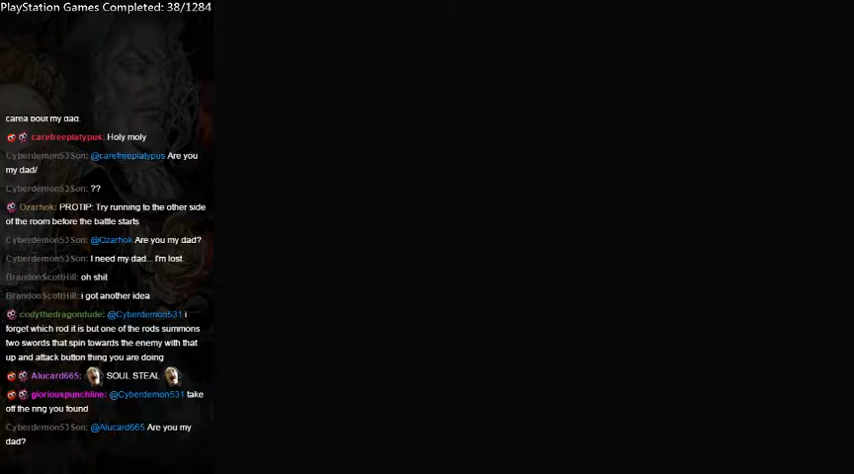 PlayStation Games Completed: 38/1284
my dad.
carefreeplatypus: Holy moly
Cyberdemon53Son: @carefreeplatypus Are you
my dad/
Cyberdemon53Son: ??
Ozarhok: PROTIP: Try running to the other side
of the room before the battle starts
Cyberdemon53Son: @Ozarhok Are you my dad?
Cyberdemon53Son: I need my dad... I'm lost.
BrandonScottHill: oh shit
BrandonScottHill: i got another idea
codythedragondude: @Cyberdemon531 i
forget which rod it is but one of the rods summons
two swords that spin towards the enemy with that
up and attack button thing you are doing
Alucard665: SOUL STEAL
gloriouspunchline: @Cyberdemon531 take
off the ring you found
Cyberdemon53Son: @Alucard665 Are you my
dad?